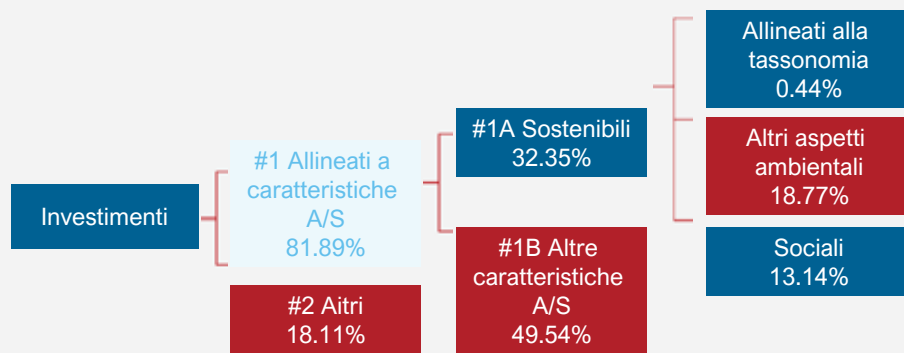 Investimenti
#1 Allineati a
caratteristiche
A/S
81.89%
#2 Aitri
18.11%
#1A Sostenibili
32.35%
#1B Altre
caratteristiche
A/S
49.54%
Allineati alla
tassonomia
0.44%
Altri aspetti
ambientali
18.77%
Sociali
13.14%